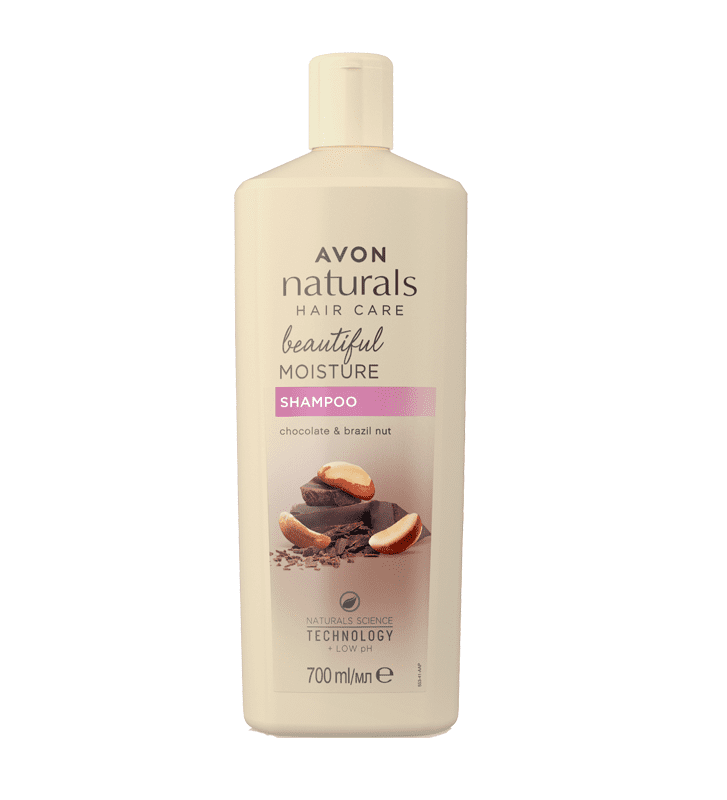 AVON
naturals
HAIR CARE
beautiful
MOISTURE
SHAMPOO
chocolate & brazil nut
NATURALS SCIENCE
TECHNOLOGY
+ LOW pH
700 ml/мл ℮